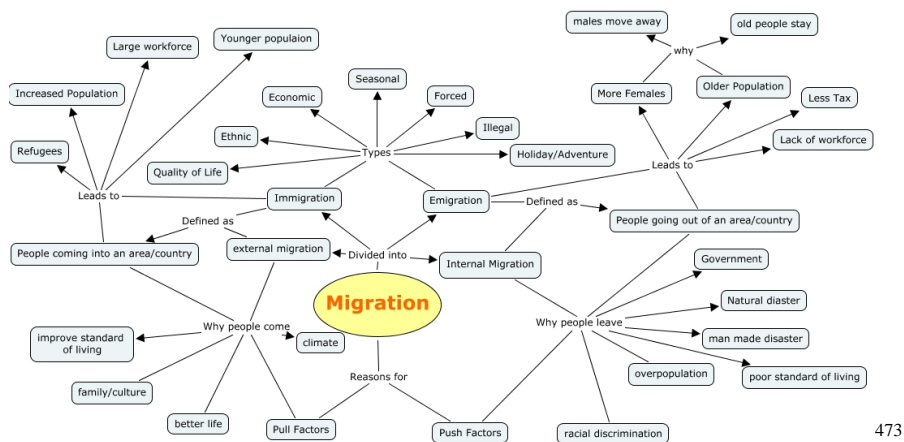 males move away
old people stay
Younger populaion
Large workforce
why
Seasonal
Increased Population
Economic
Forced
More Females
Older Population
Less Tax
Ethnic
Illegal
Lack of workforce
Refugees
Types
Holiday/Adventure
Quality of Life
Leads to
Leads to
Immigration
Emigration
Defined as
Defined as
People going out of an area/country
People coming into an area/country
external migration
Divided into
Internal Migration
Government
Migration
Natural diaster
Why people come
Why people leave
improve standard
of living
climate
man made disaster
Reasons for
overpopulation
poor standard of living
family/culture
better life
Pull Factors
Push Factors
racial discrimination
473